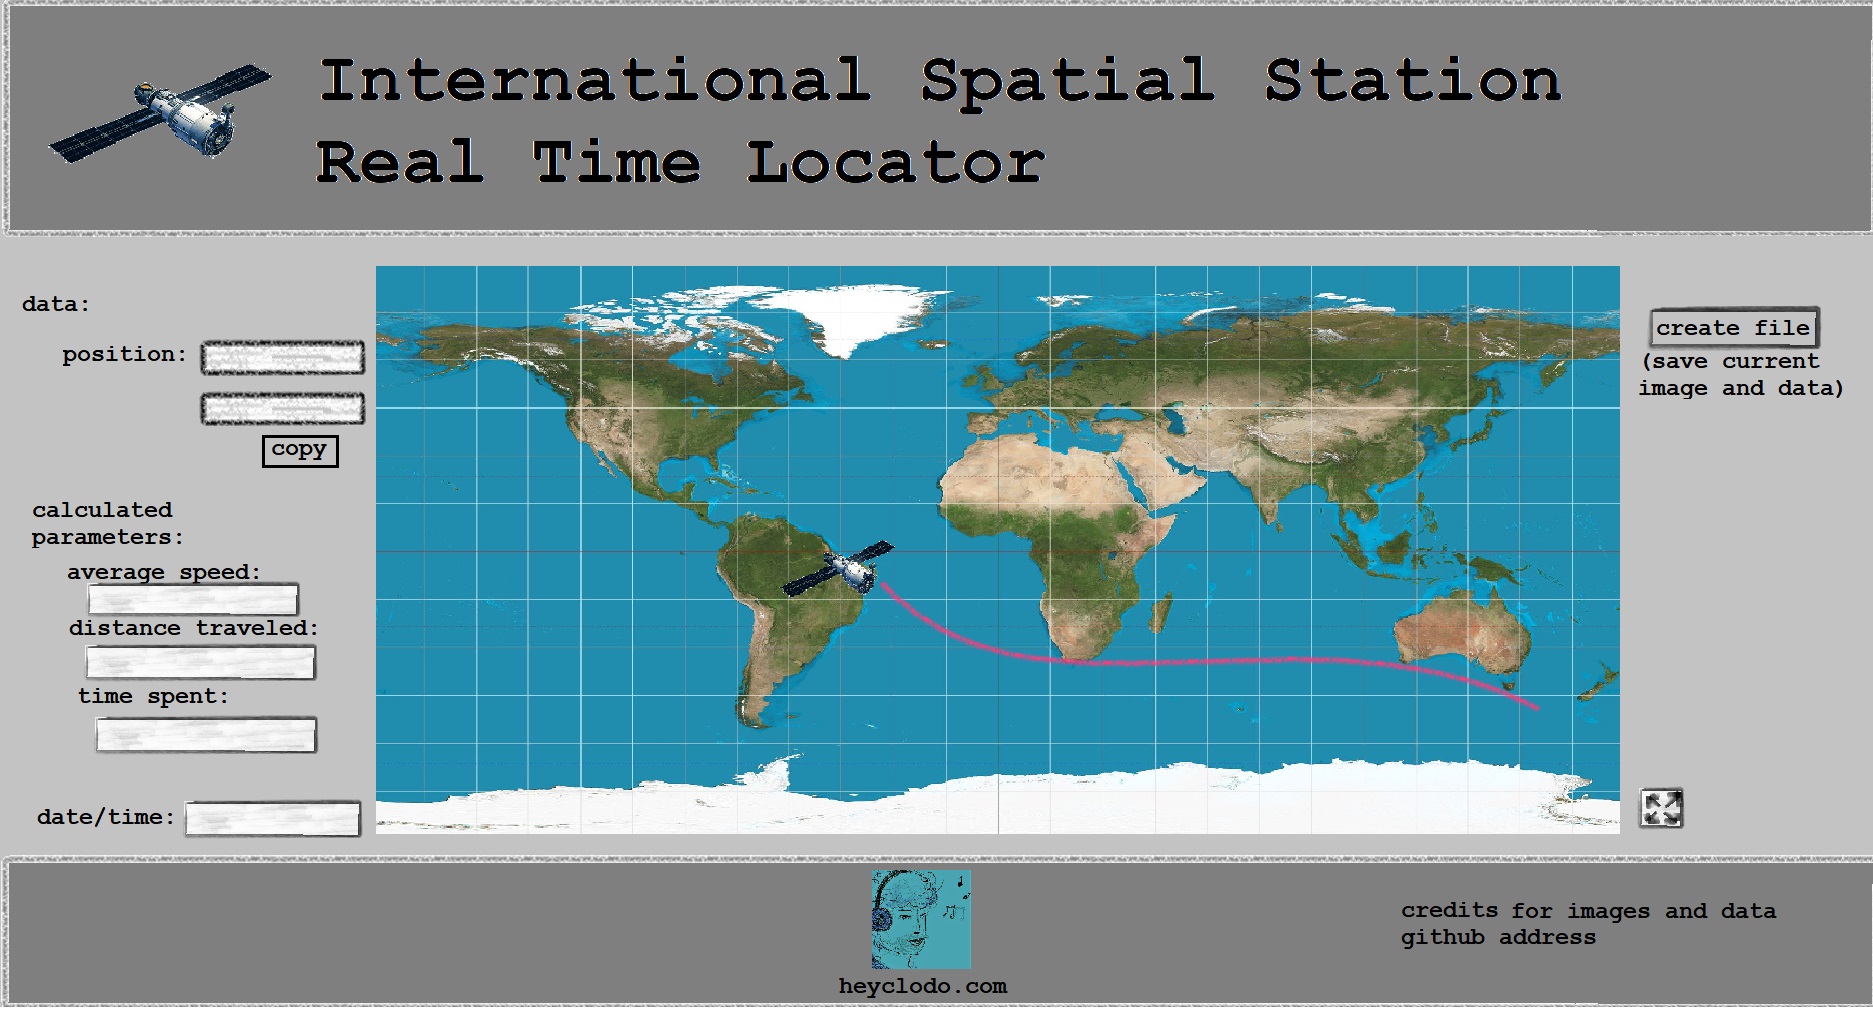 International Spatial Station
Real Time Locator
data:
position:
copy
calculated
parameters:
average speed:
distance traveled:
time spent:
date/time:
create file
(save current
image and data)
heyclodo.com
credits for images and data
github address